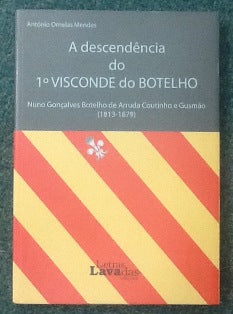 António Ornelas Mendes
A descendência
do
1º VISCONDE do BOTELHO
Nuno Gonçalves Botelho de Arruda Coutinho e Gusmão
(1813-1879)
Letras
LAVadas